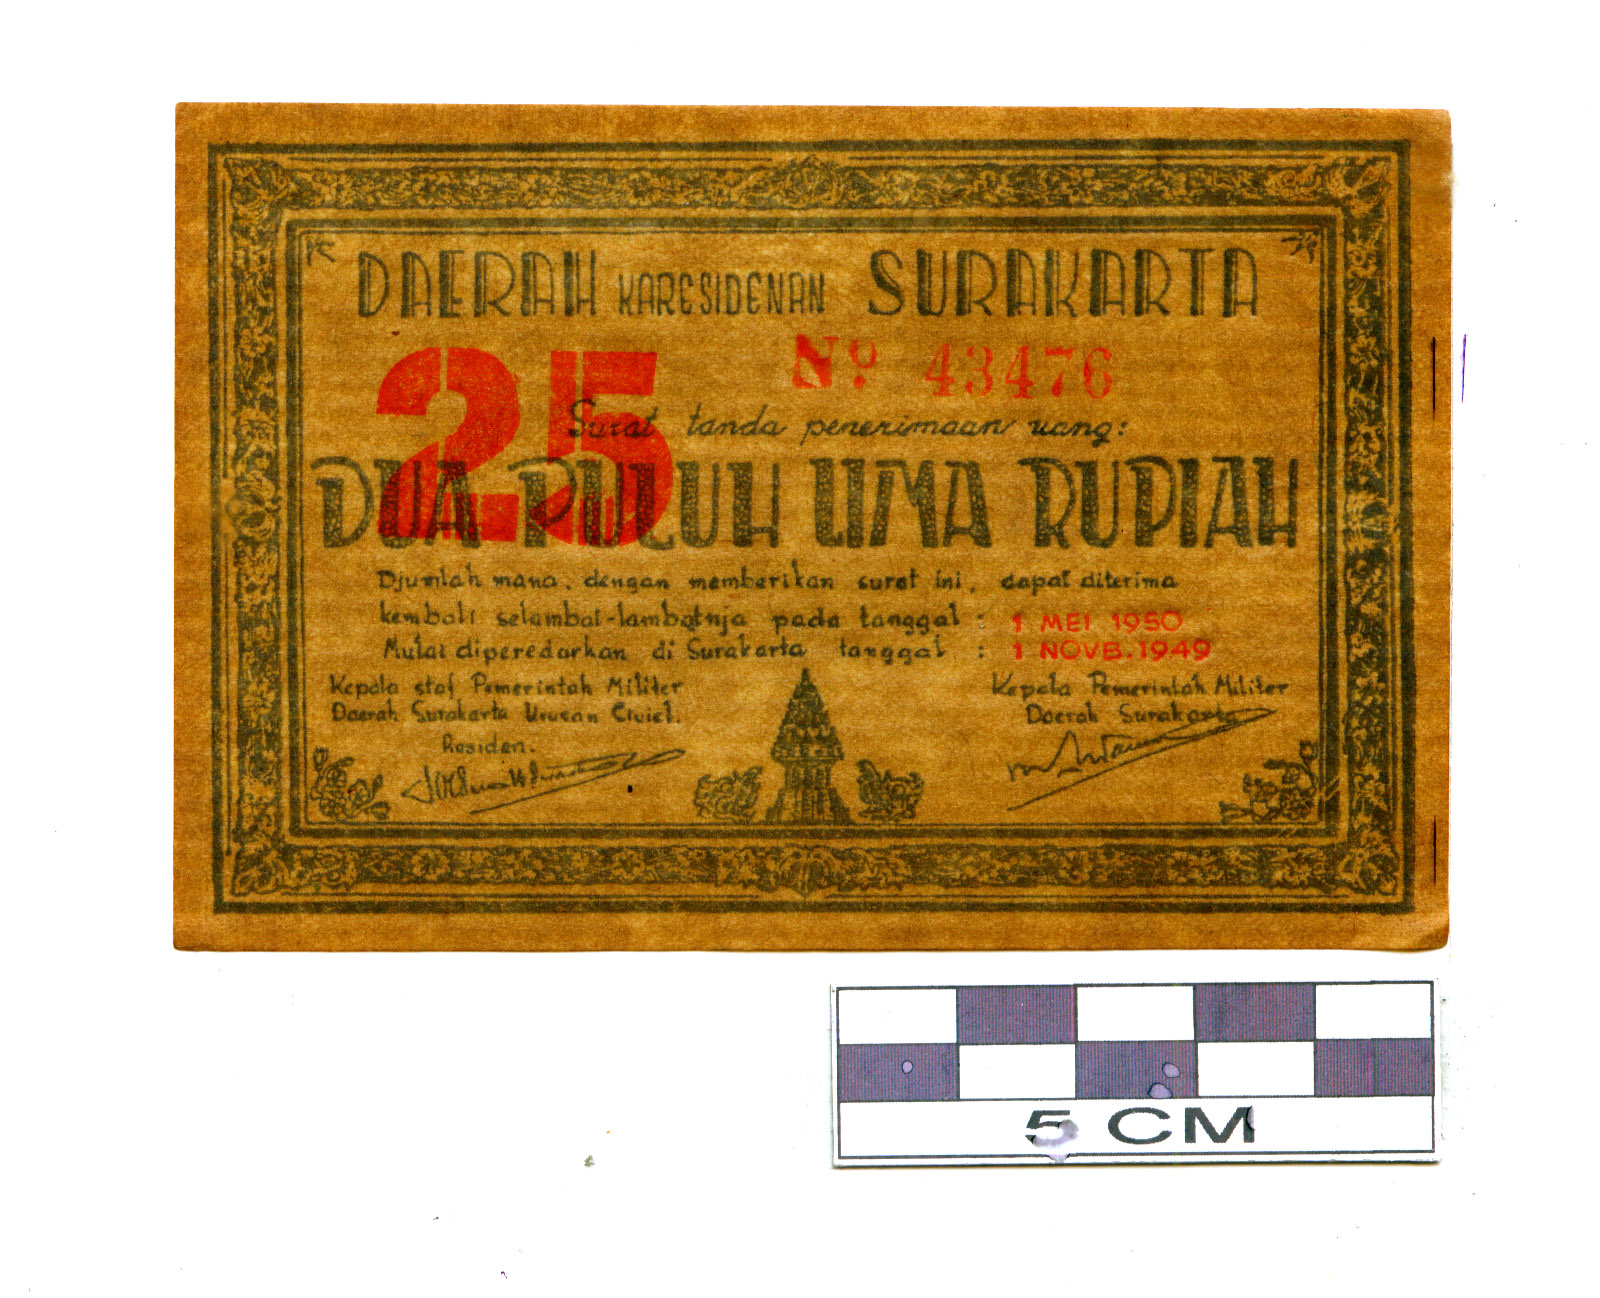 DAERAH KARESIDENAN SURAKARTA
25
No 43476
Surat tanda penerimaan uang:
DUA PULUH LIMA RUPIAH
Djumlah mana, dengan memberikan surat ini, dapat diterima
kembali selambat-lambatnja pada tanggal : 1 MEI 1950
Mulai diperedarkan di Surakarta tanggal : 1 NOVB. 1949
Kepala staf Pemerintah Militer
Daerah Surakarta Urusan Civiel.
Residen.
Kepala Pemerintah Militer
Daerah Surakarta
5 CM